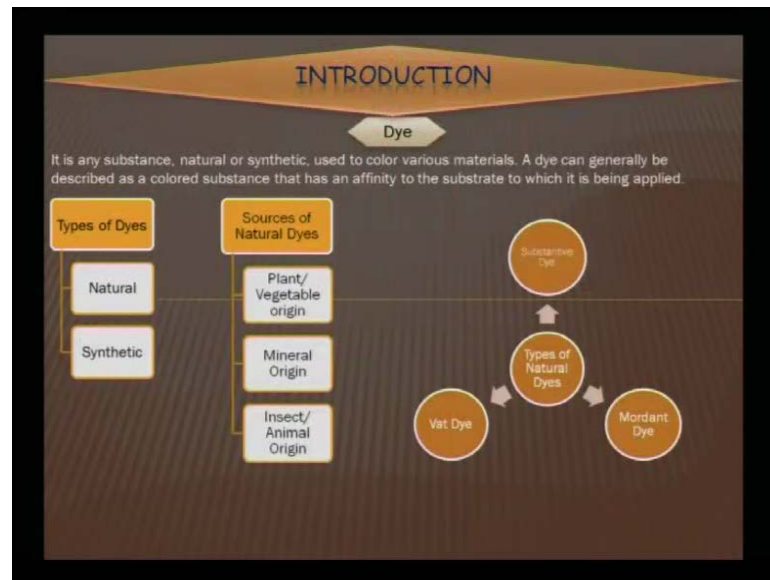 INTRODUCTION
Dye
It is any substance, natural or synthetic, used to color various materials. A dye can generally be
described as a colored substance that has an affinity to the substrate to which it is being applied.
Types of Dyes
Natural
Synthetic
Sources of
Natural Dyes
Plant/
Vegetable
origin
Mineral
Origin
Insect/
Animal
Origin
Substantive
Dye
Types of
Natural
Dyes
Vat Dye
Mordant
Dye